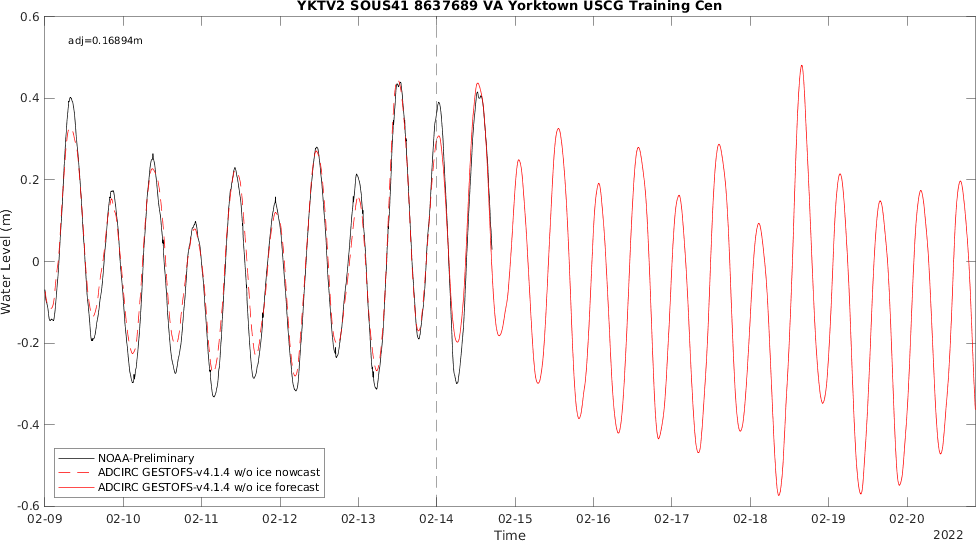 YKTV2 SOUS41 8637689 VA Yorktown USCG Training Cen
adj=0.16894m
0.6
0.4
0.2
0
-0.2
-0.4
-0.6
Water Level (m)
NOAA-Preliminary
ADCIRC GESTOFS-v4.1.4 w/o ice nowcast
ADCIRC GESTOFS-v4.1.4 w/o ice forecast
02-09 02-10 02-11 02-12 02-13 02-14 02-15 02-16 02-17 02-18 02-19 02-20
Time
2022